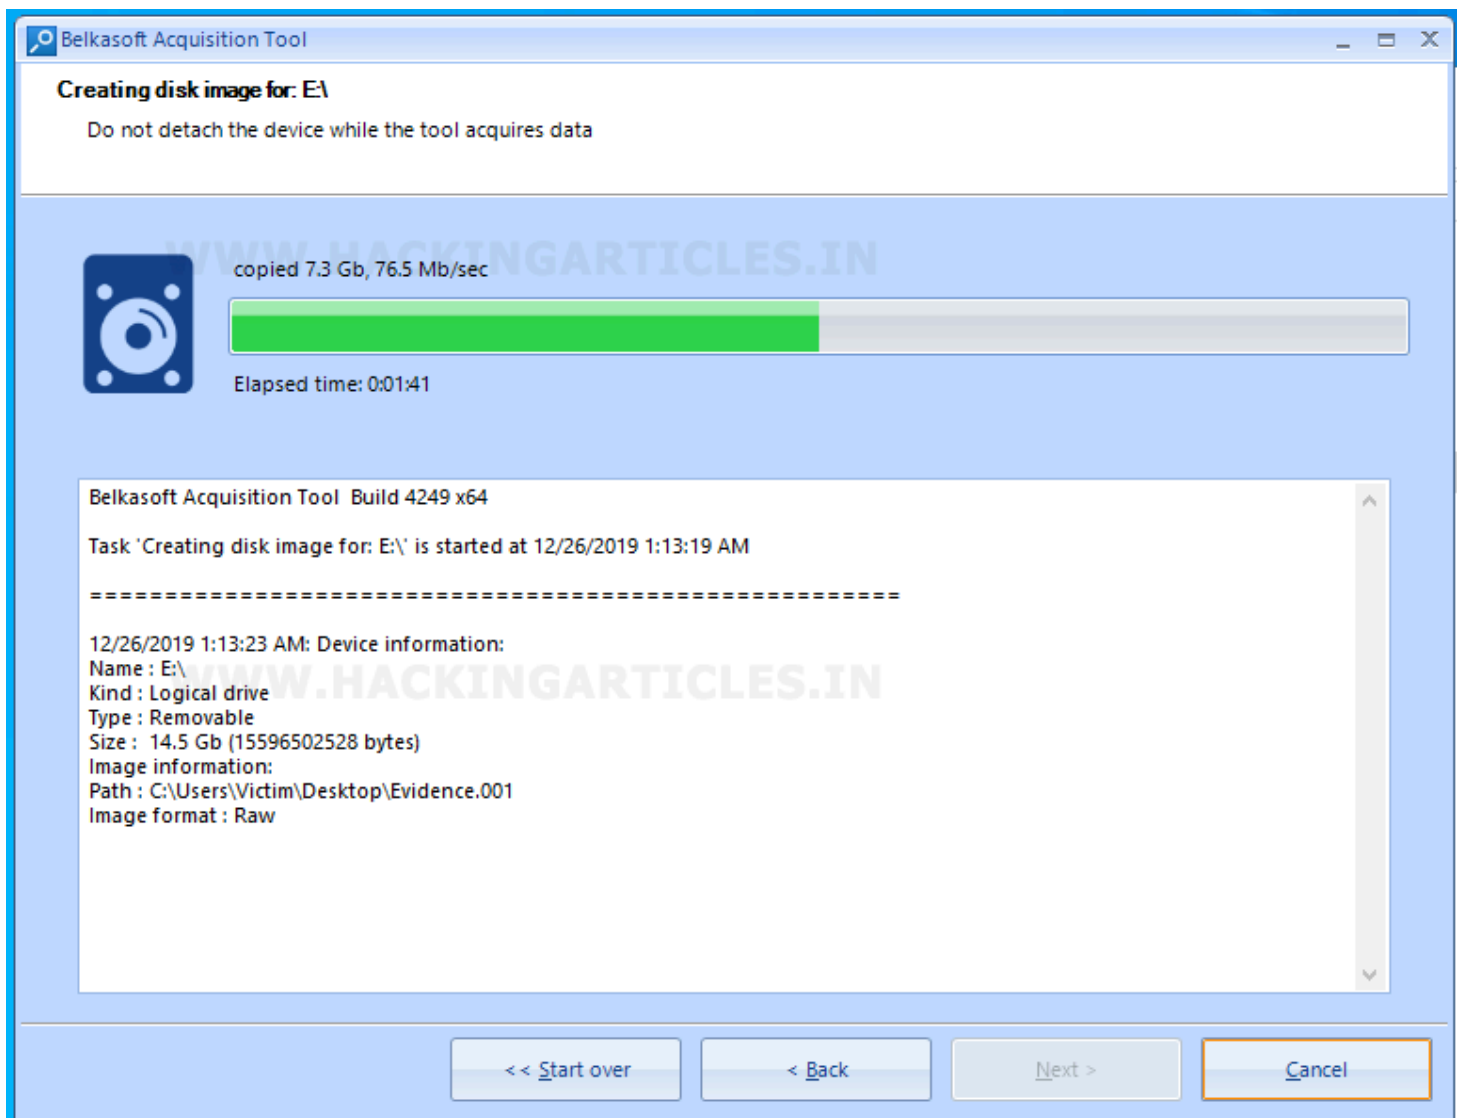 Belkasoft Acquisition Tool
Creating disk image for: E:\
Do not detach the device while the tool acquires data
WWW.HACKINGARTICLES.IN
copied 7.3 Gb, 76.5 Mb/sec
Elapsed time: 0:01:41
Belkasoft Acquisition Tool  Build 4249 x64
Task 'Creating disk image for: E:\' is started at 12/26/2019 1:13:19 AM
======================================================
12/26/2019 1:13:23 AM: Device information:
Name : E:\
WWW.HACKINGARTICLES.IN
Kind : Logical drive
Type : Removable
Size :  14.5 Gb (15596502528 bytes)
Image information:
Path : C:\Users\Victim\Desktop\Evidence.001
Image format : Raw
<< Start over
< Back
Next >
Cancel